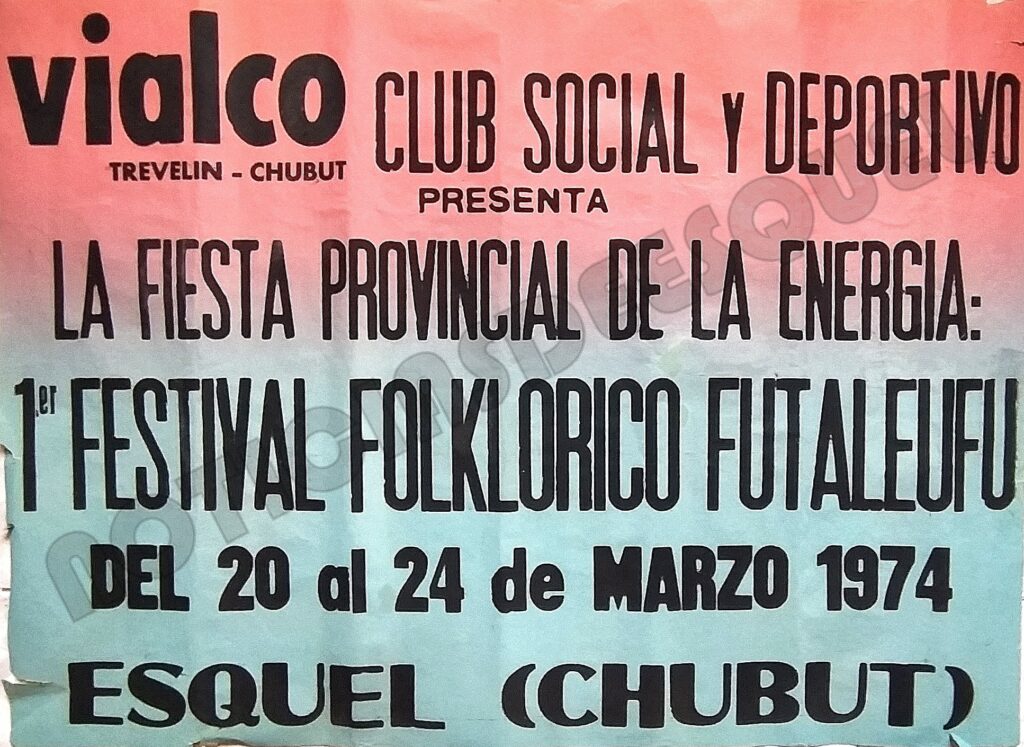 vialco CLUB SOCIAL Y DEPORTIVO
TREVELIN - CHUBUT
PRESENTA
LA FIESTA PROVINCIAL DE LA ENERGIA:
1er FESTIVAL FOLKLORICO FUTALEUFU
DEL 20 al 24 de MARZO 1974
ESQUEL (CHUBUT)
NOTICIASDEESQUEL